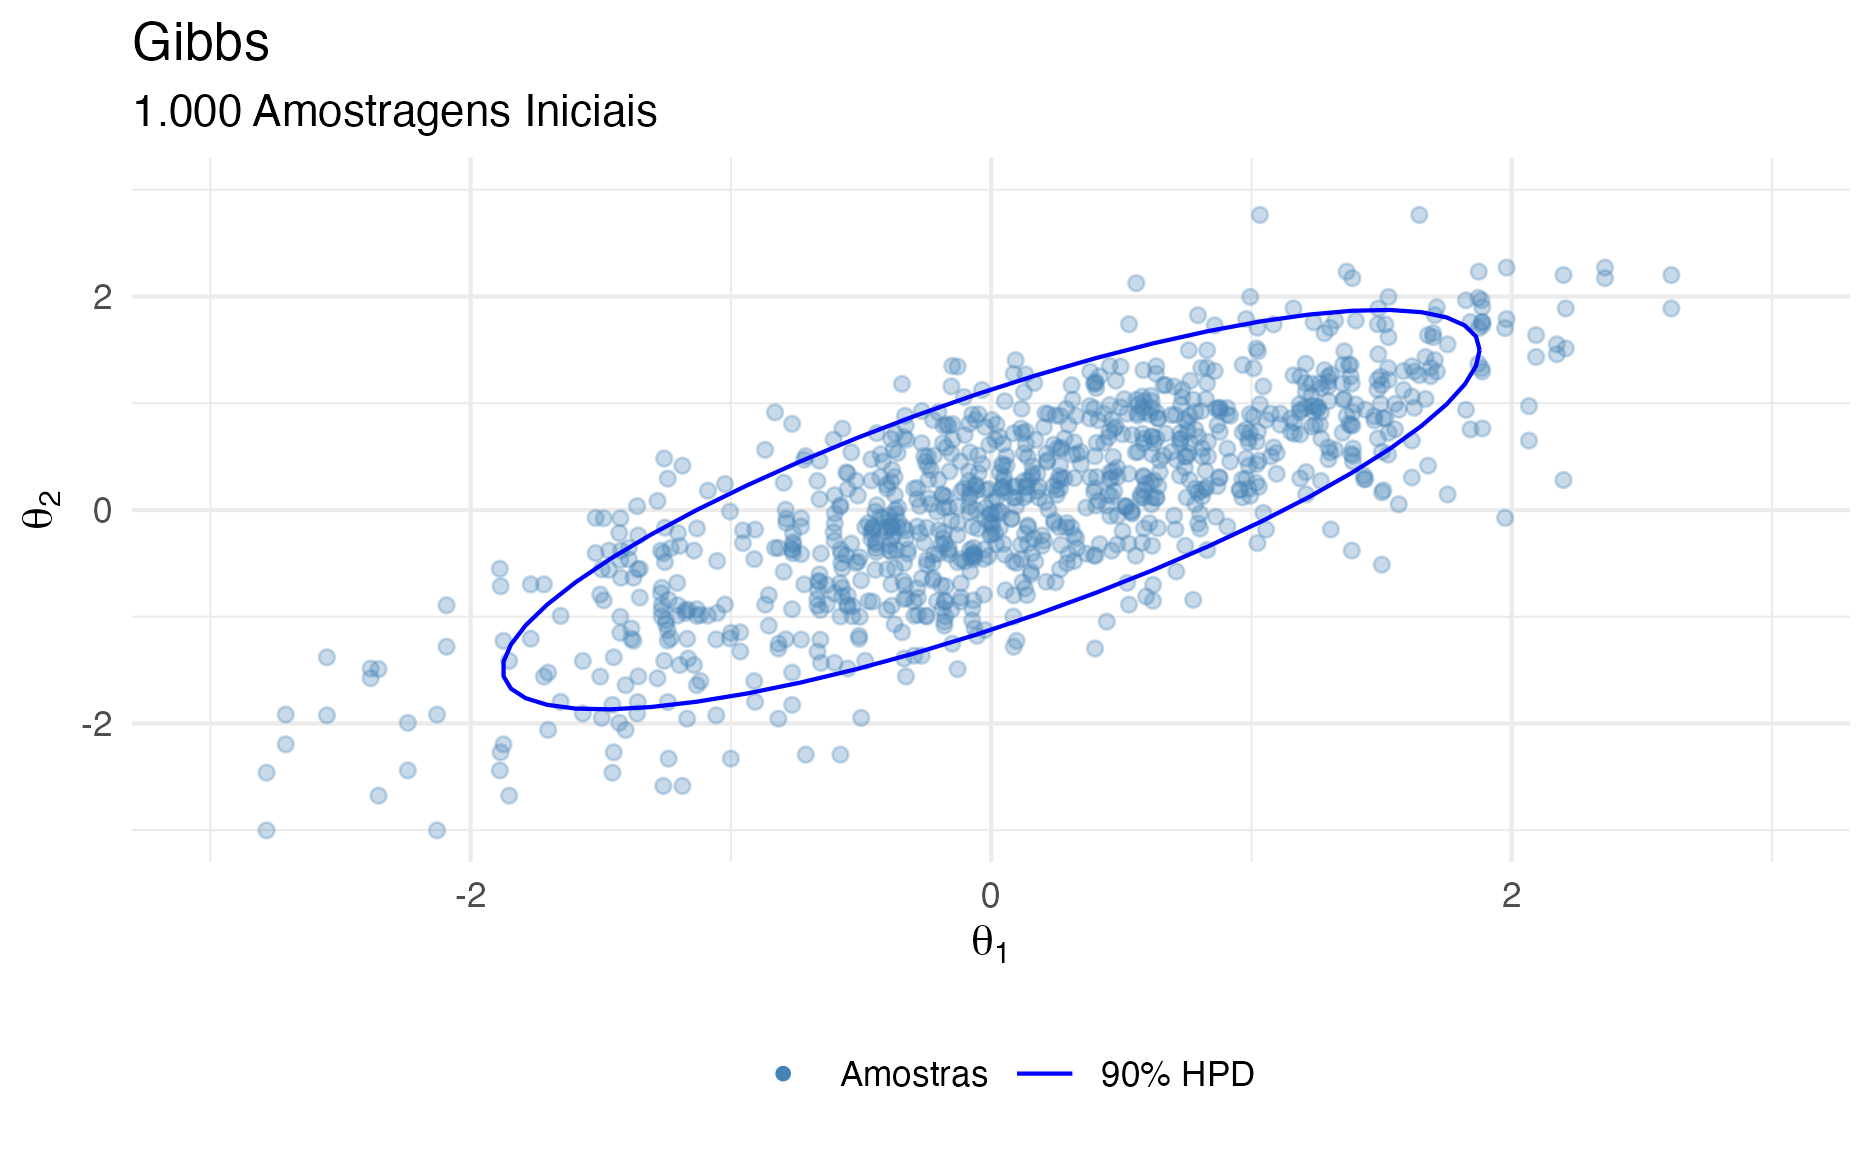 Gibbs
1.000 Amostragens Iniciais
2
0
-2
θ2
-2
0
2
θ1
Amostras
90% HPD